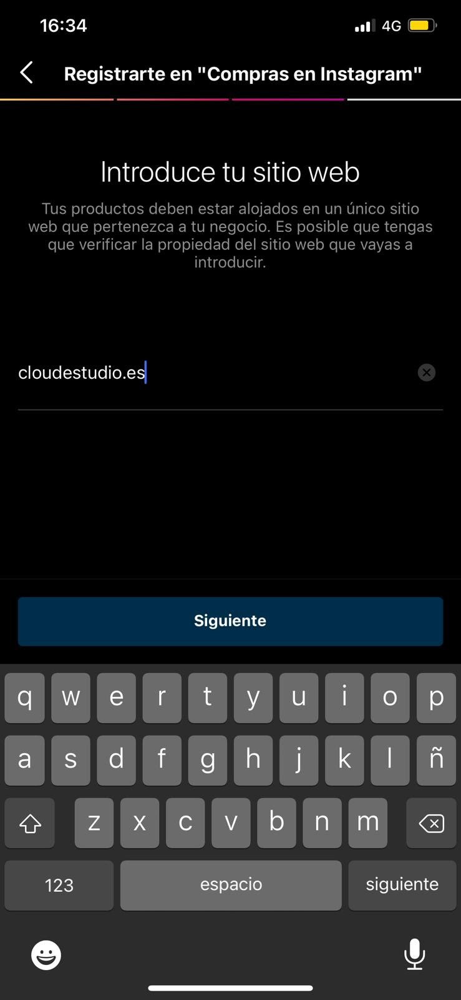 16:34
4G
Registrarte en "Compras en Instagram"
Introduce tu sitio web
Tus productos deben estar alojados en un único sitio
web que pertenezca a tu negocio. Es posible que tengas
que verificar la propiedad del sitio web que vayas a
introducir.
cloudestudio.es
Siguiente
q w e r t y u i o p
a s d f g h j k l ñ
z x c v b n m
123 espacio siguiente